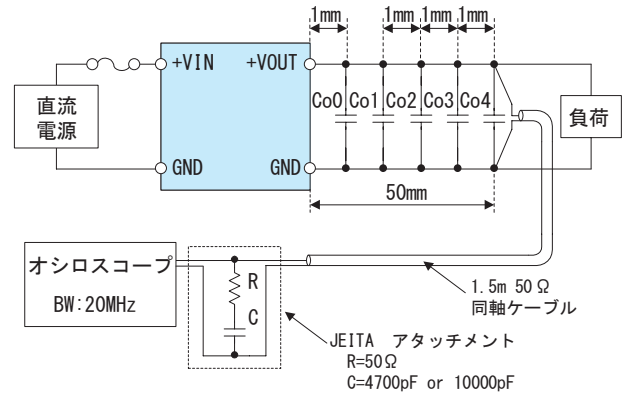 1mm 1mm 1mm 1mm
+VIN +VOUT
Co0 Co1 Co2 Co3 Co4
直流
電源
負荷
GND GND
50mm
オシロスコープ
BW:20MHz
R
C
1.5m 50Ω
同軸ケーブル
JEITA アタッチメント
R=50Ω
C=4700pF or 10000pF